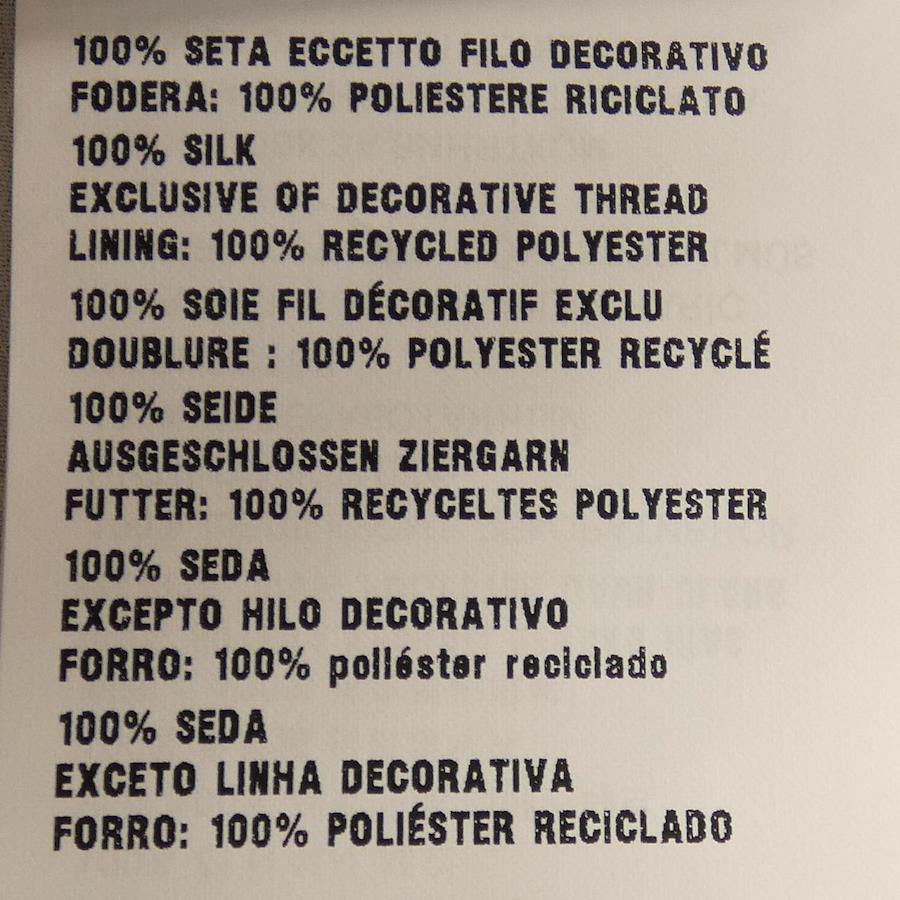 100% SETA ECCETTO FILO DECORATIVO
FODERA: 100% POLIESTERE RICICLATO
100% SILK
EXCLUSIVE OF DECORATIVE THREAD
LINING: 100% RECYCLED POLYESTER
100% SOIE FIL DÉCORATIF EXCLU
DOUBLURE : 100% POLYESTER RECYCLÉ
100% SEIDE
AUSGESCHLOSSEN ZIERGARN
FUTTER: 100% RECYCELTES POLYESTER
100% SEDA
EXCEPTO HILO DECORATIVO
FORRO: 100% poliéster reciclado
100% SEDA
EXCETO LINHA DECORATIVA
FORRO: 100% POLIÉSTER RECICLADO